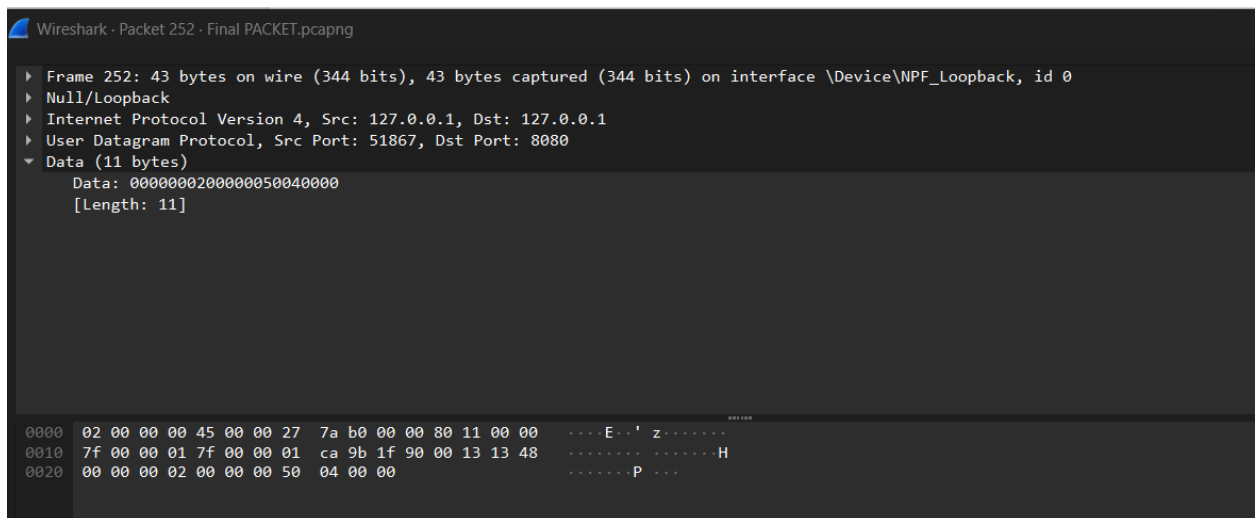 Wireshark · Packet 252 · Final PACKET.pcapng
Frame 252: 43 bytes on wire (344 bits), 43 bytes captured (344 bits) on interface \Device\NPF_Loopback, id 0
Null/Loopback
Internet Protocol Version 4, Src: 127.0.0.1, Dst: 127.0.0.1
User Datagram Protocol, Src Port: 51867, Dst Port: 8080
Data (11 bytes)
Data: 0000000200000050040000
[Length: 11]
0000 02 00 00 00 45 00 00 27 7a b0 00 00 80 11 00 00 ····E··' z·······
0010 7f 00 00 01 7f 00 00 01 ca 9b 1f 90 00 13 13 48 ········ ·······H
0020 00 00 00 02 00 00 00 50 04 00 00 ·······P ···